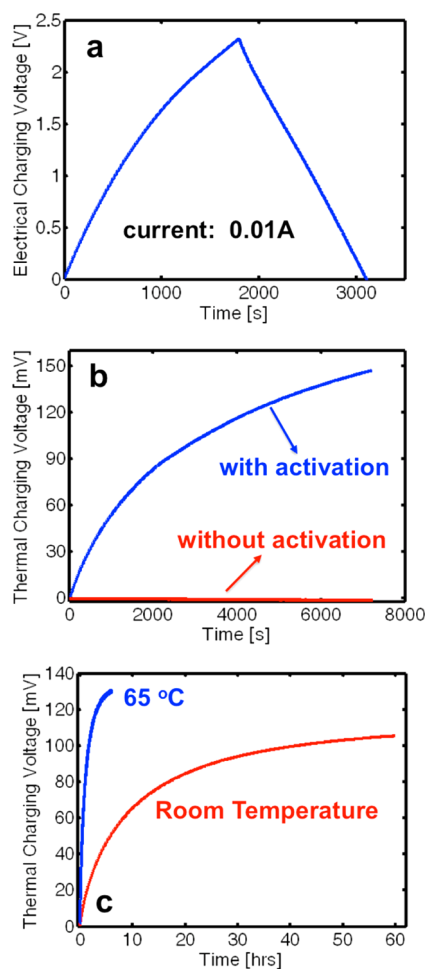 a
Electrical Charging Voltage [V]
2.5
2
1.5
1
0.5
0
current: 0.01A
0 1000 2000 3000
Time [s]
b
Thermal Charging Voltage [mV]
150
120
90
60
30
0
with activation
without activation
0 2000 4000 6000 8000
Time [s]
Thermal Charging Voltage [mV]
140
120
100
80
60
40
20
0
65 °C
Room Temperature
c
0 10 20 30 40 50 60
Time [hrs]